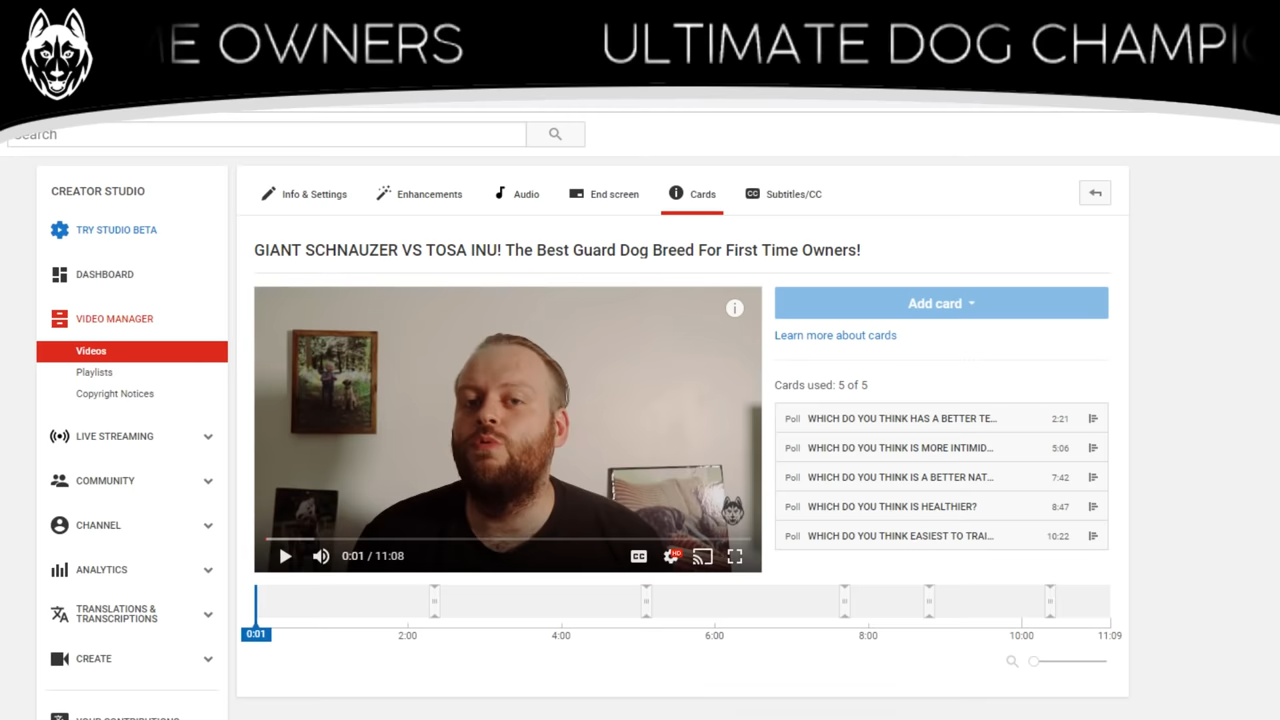 E OWNERS ULTIMATE DOG CHAMPI
Search
CREATOR STUDIO
TRY STUDIO BETA
DASHBOARD
VIDEO MANAGER
Videos
Playlists
Copyright Notices
LIVE STREAMING
COMMUNITY
CHANNEL
ANALYTICS
TRANSLATIONS &
TRANSCRIPTIONS
CREATE
YOUR CONTRIBUTIONS
Info & Settings
Enhancements
Audio
End screen
Cards
CC Subtitles/CC
GIANT SCHNAUZER VS TOSA INU! The Best Guard Dog Breed For First Time Owners!
0:01 / 11:08
CC
HD
Add card
Learn more about cards
Cards used: 5 of 5
Poll WHICH DO YOU THINK HAS A BETTER TE... 2:21
Poll WHICH DO YOU THINK IS MORE INTIMID... 5:06
Poll WHICH DO YOU THINK IS A BETTER NAT... 7:42
Poll WHICH DO YOU THINK IS HEALTHIER? 8:47
Poll WHICH DO YOU THINK EASIEST TO TRAI... 10:22
0:01 2:00 4:00 6:00 8:00 10:00 11:09